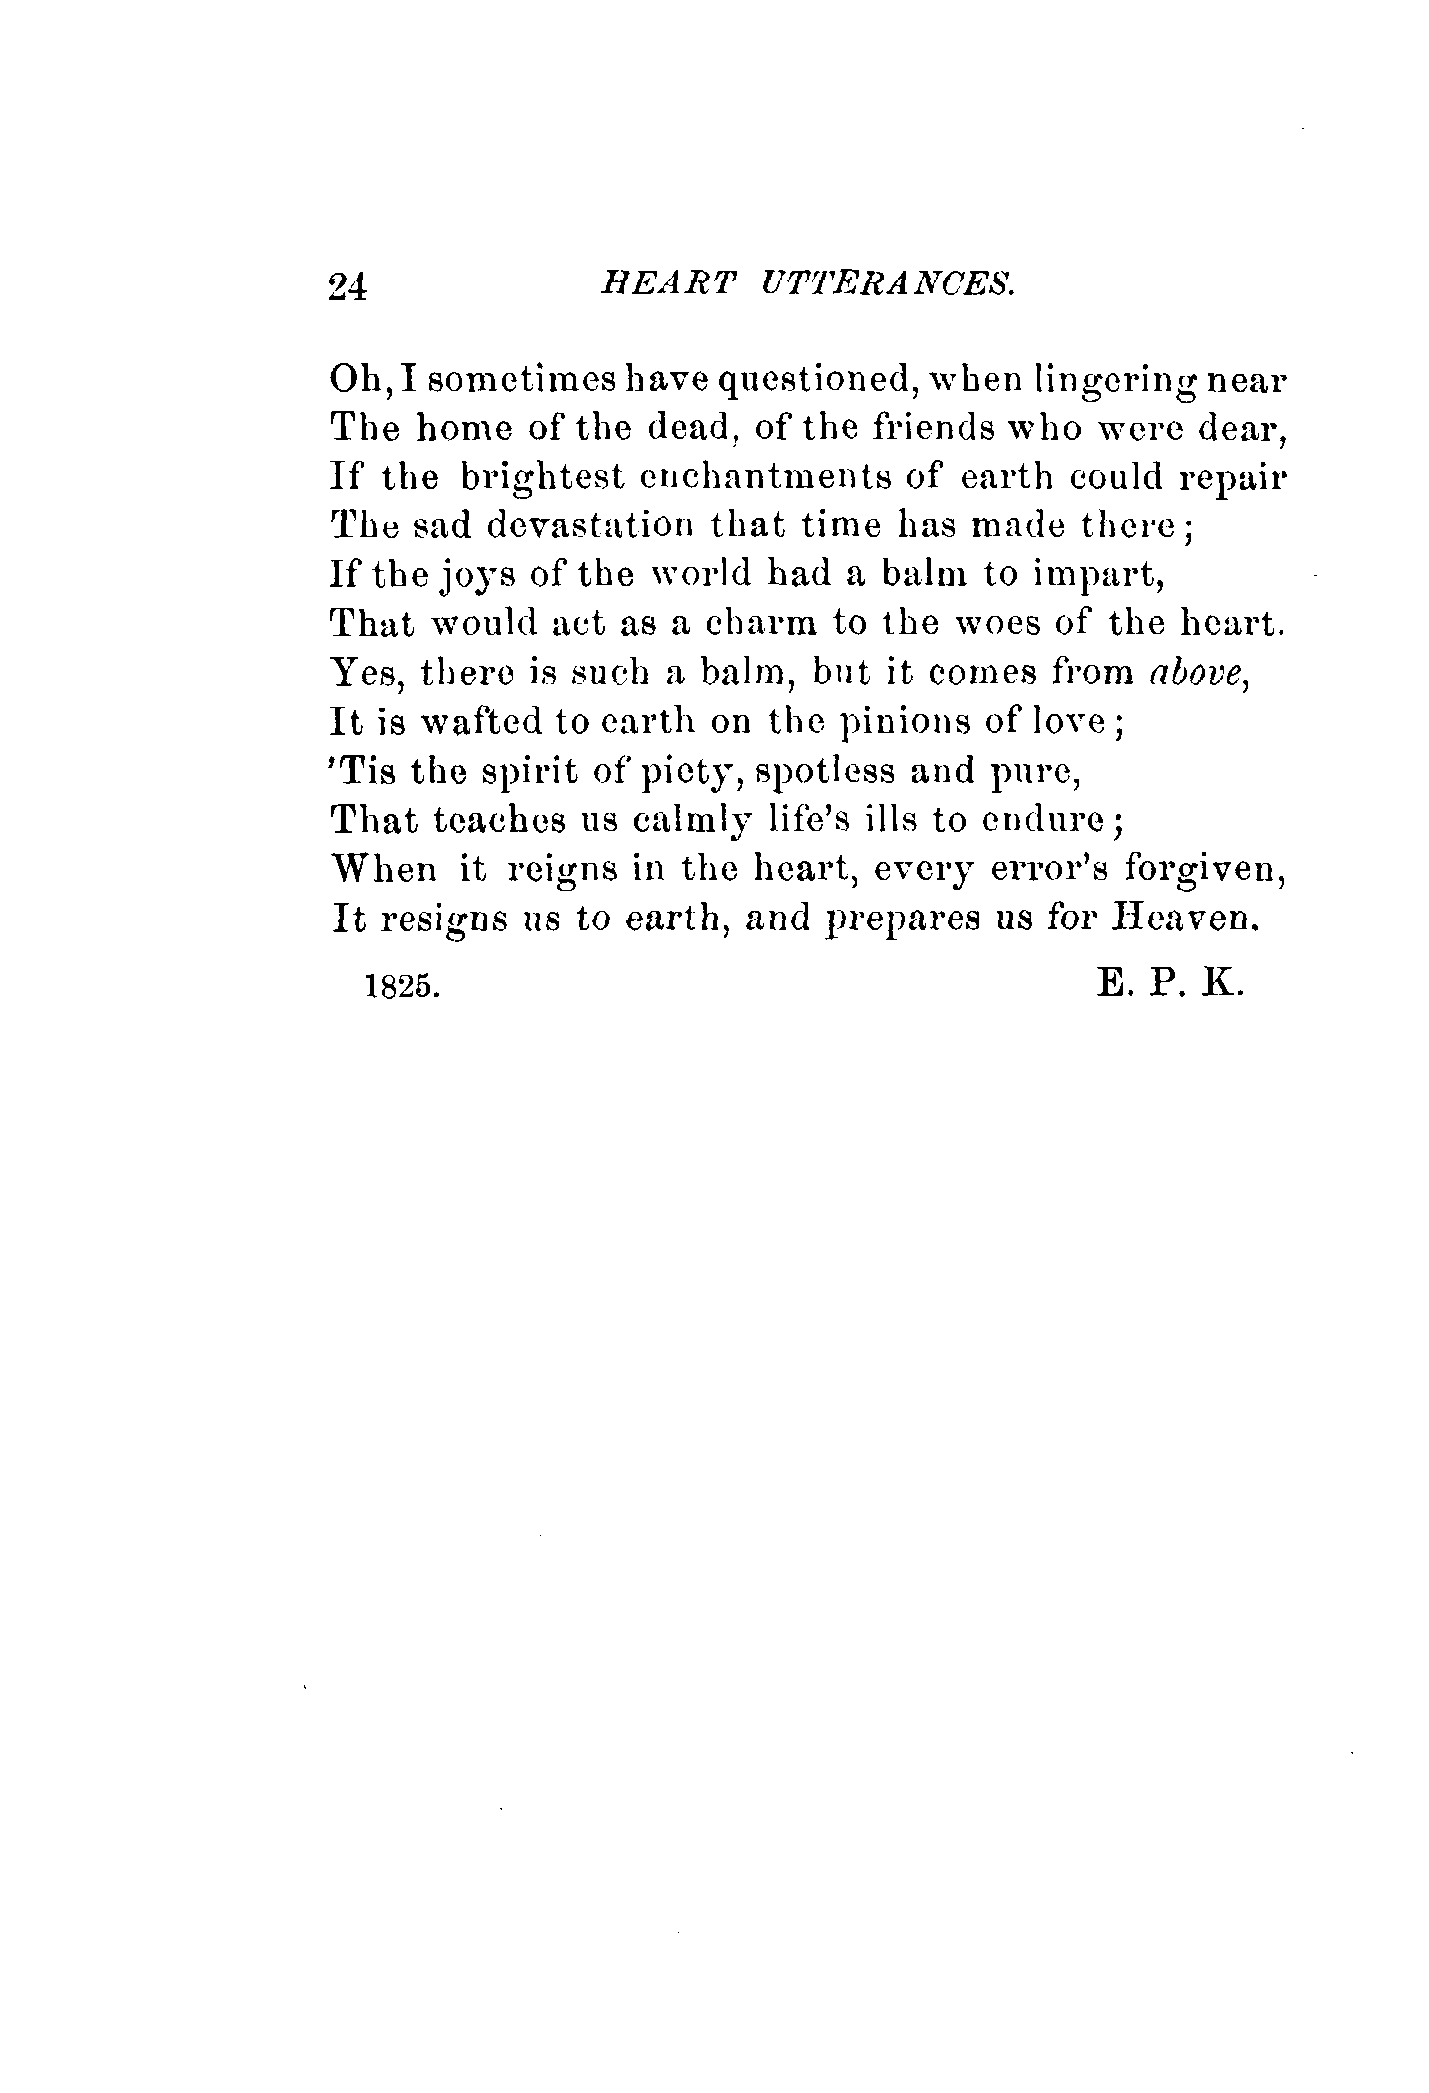 24 HEART UTTERANCES.
Oh, I sometimes have questioned, when lingering near
The home of the dead, of the friends who were dear,
If the brightest enchantments of earth could repair
The sad devastation that time has made there;
If the joys of the world had a balm to impart,
That would act as a charm to the woes of the heart.
Yes, there is such a balm, but it comes from above,
It is wafted to earth on the pinions of love;
'Tis the spirit of piety, spotless and pure,
That teaches us calmly life's ills to endure;
When it reigns in the heart, every error's forgiven,
It resigns us to earth, and prepares us for Heaven.
1825. E. P. K.